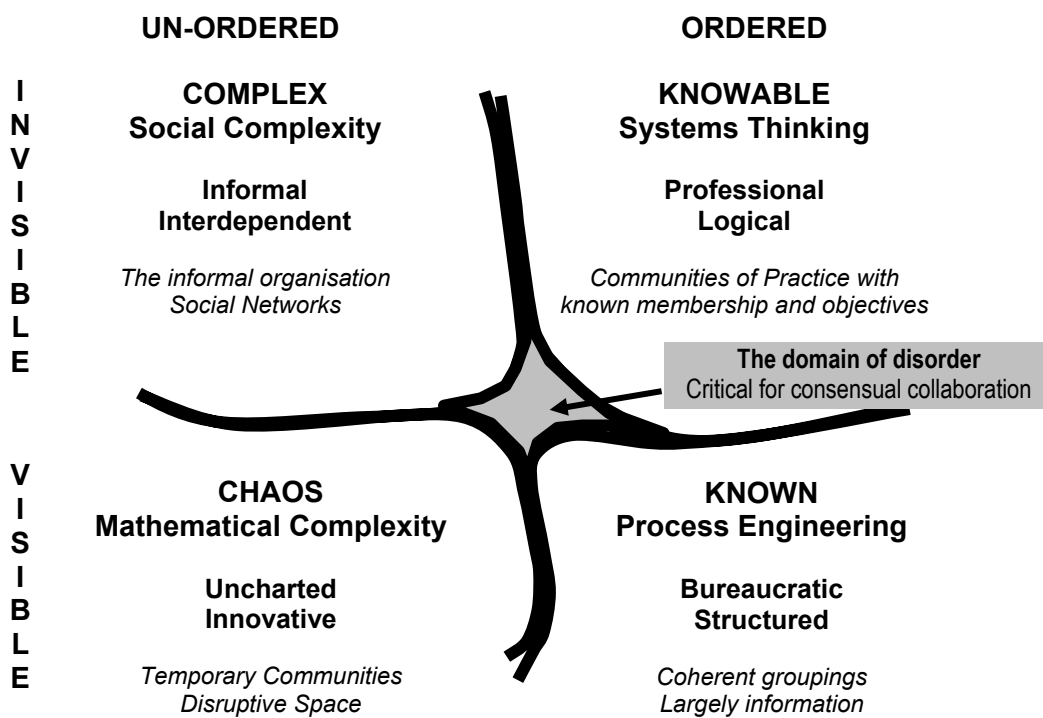 UN-ORDERED
ORDERED
INVISIBLE
COMPLEX
Social Complexity
Informal
Interdependent
The informal organisation
Social Networks
KNOWABLE
Systems Thinking
Professional
Logical
Communities of Practice with
known membership and objectives
The domain of disorder
Critical for consensual collaboration
VISIBLE
CHAOS
Mathematical Complexity
Uncharted
Innovative
Temporary Communities
Disruptive Space
KNOWN
Process Engineering
Bureaucratic
Structured
Coherent groupings
Largely information